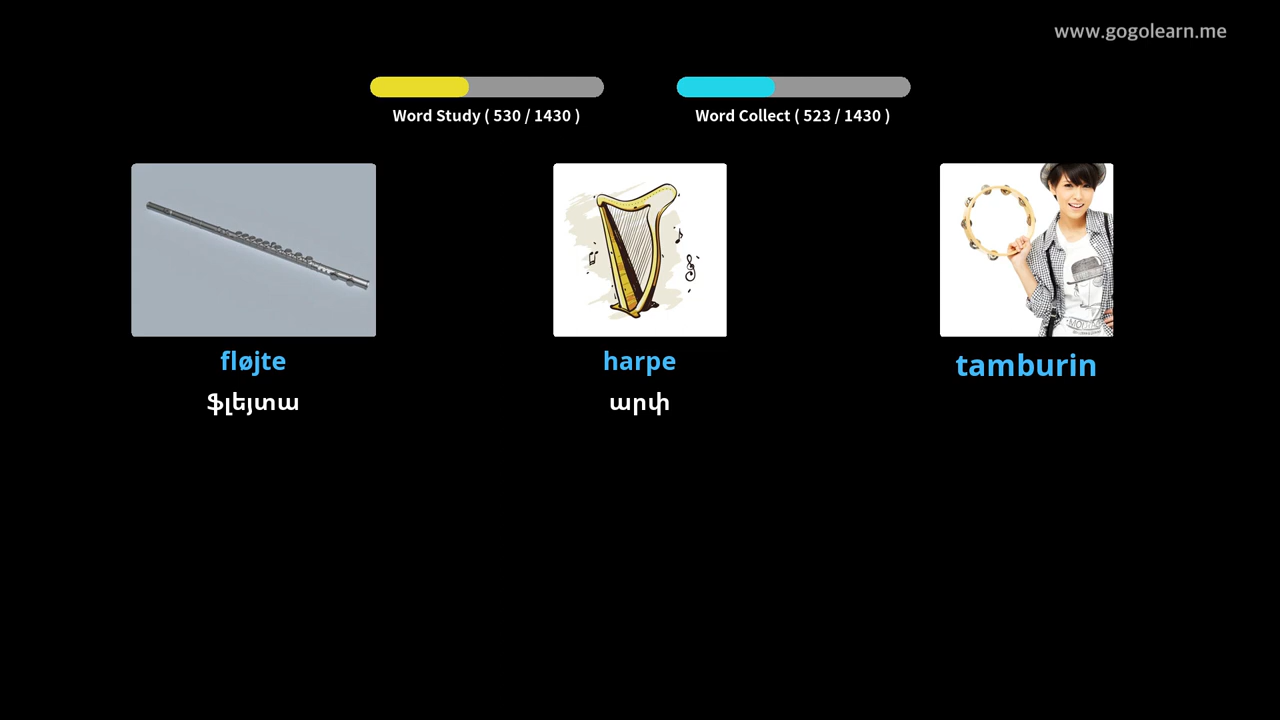 www.gogolearn.me
Word Study ( 530 / 1430 )
Word Collect ( 523 / 1430 )
fløjte
harpe
tamburin
ֆլեյտա
արփ